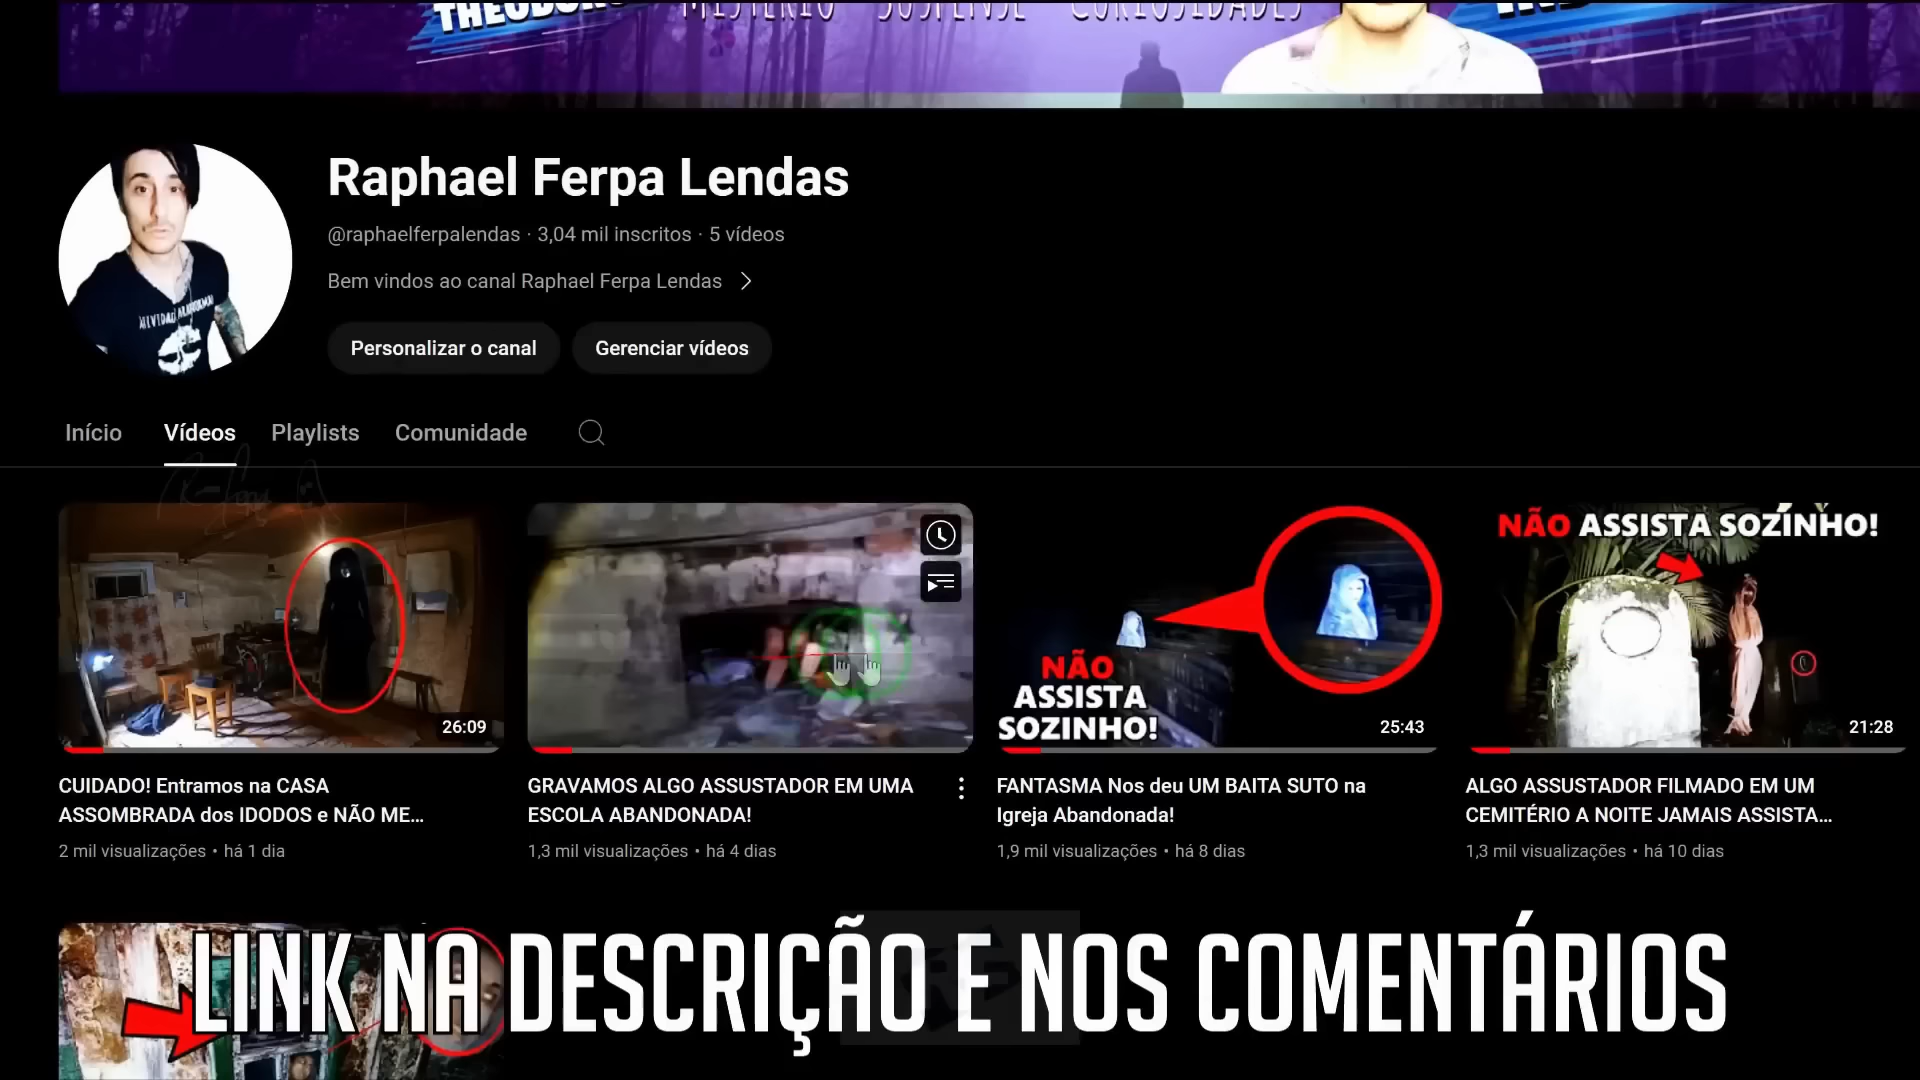 MISTÉRIO SUSPENSE CURIOSIDADES
Raphael Ferpa Lendas
@raphaelferpalendas · 3,04 mil inscritos · 5 vídeos
Bem vindos ao canal Raphael Ferpa Lendas
Personalizar o canal
Gerenciar vídeos
Início
Vídeos
Playlists
Comunidade
NÃO ASSISTA SOZÍNHO!
NÃO
ASSISTA
SOZINHO!
26:09
25:43
21:28
CUIDADO! Entramos na CASA
ASSOMBRADA dos IDODOS e NÃO ME...
2 mil visualizações • há 1 dia
GRAVAMOS ALGO ASSUSTADOR EM UMA
ESCOLA ABANDONADA!
1,3 mil visualizações • há 4 dias
FANTASMA Nos deu UM BAITA SUTO na
Igreja Abandonada!
1,9 mil visualizações • há 8 dias
ALGO ASSUSTADOR FILMADO EM UM
CEMITÉRIO A NOITE JAMAIS ASSISTA...
1,3 mil visualizações • há 10 dias
LINK NA DESCRIÇÃO E NOS COMENTÁRIOS